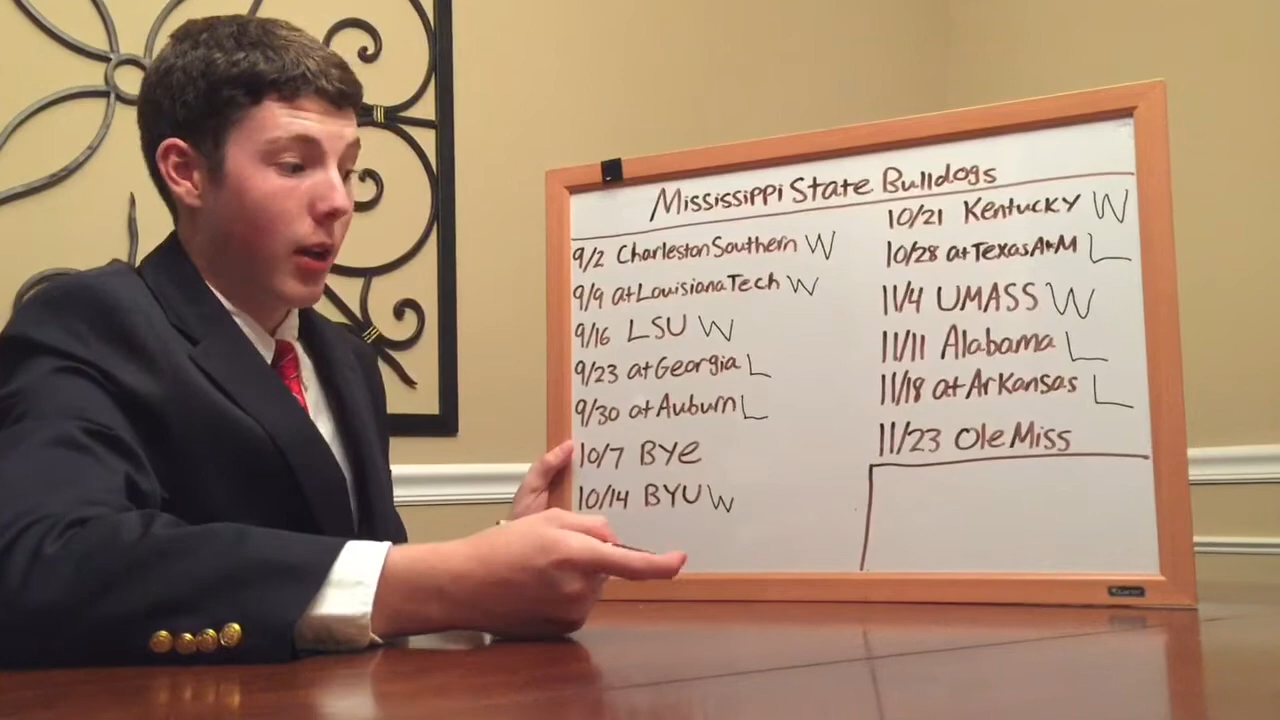 Mississippi State Bulldogs
9/2 Charleston Southern W
9/9 at Louisiana Tech W
9/16 LSU W
9/23 at Georgia L
9/30 at Auburn L
10/7 BYe
10/14 BYU W
10/21 Kentucky W
10/28 at Texas A&M L
11/4 UMASS W
11/11 Alabama L
11/18 at Arkansas L
11/23 Ole Miss